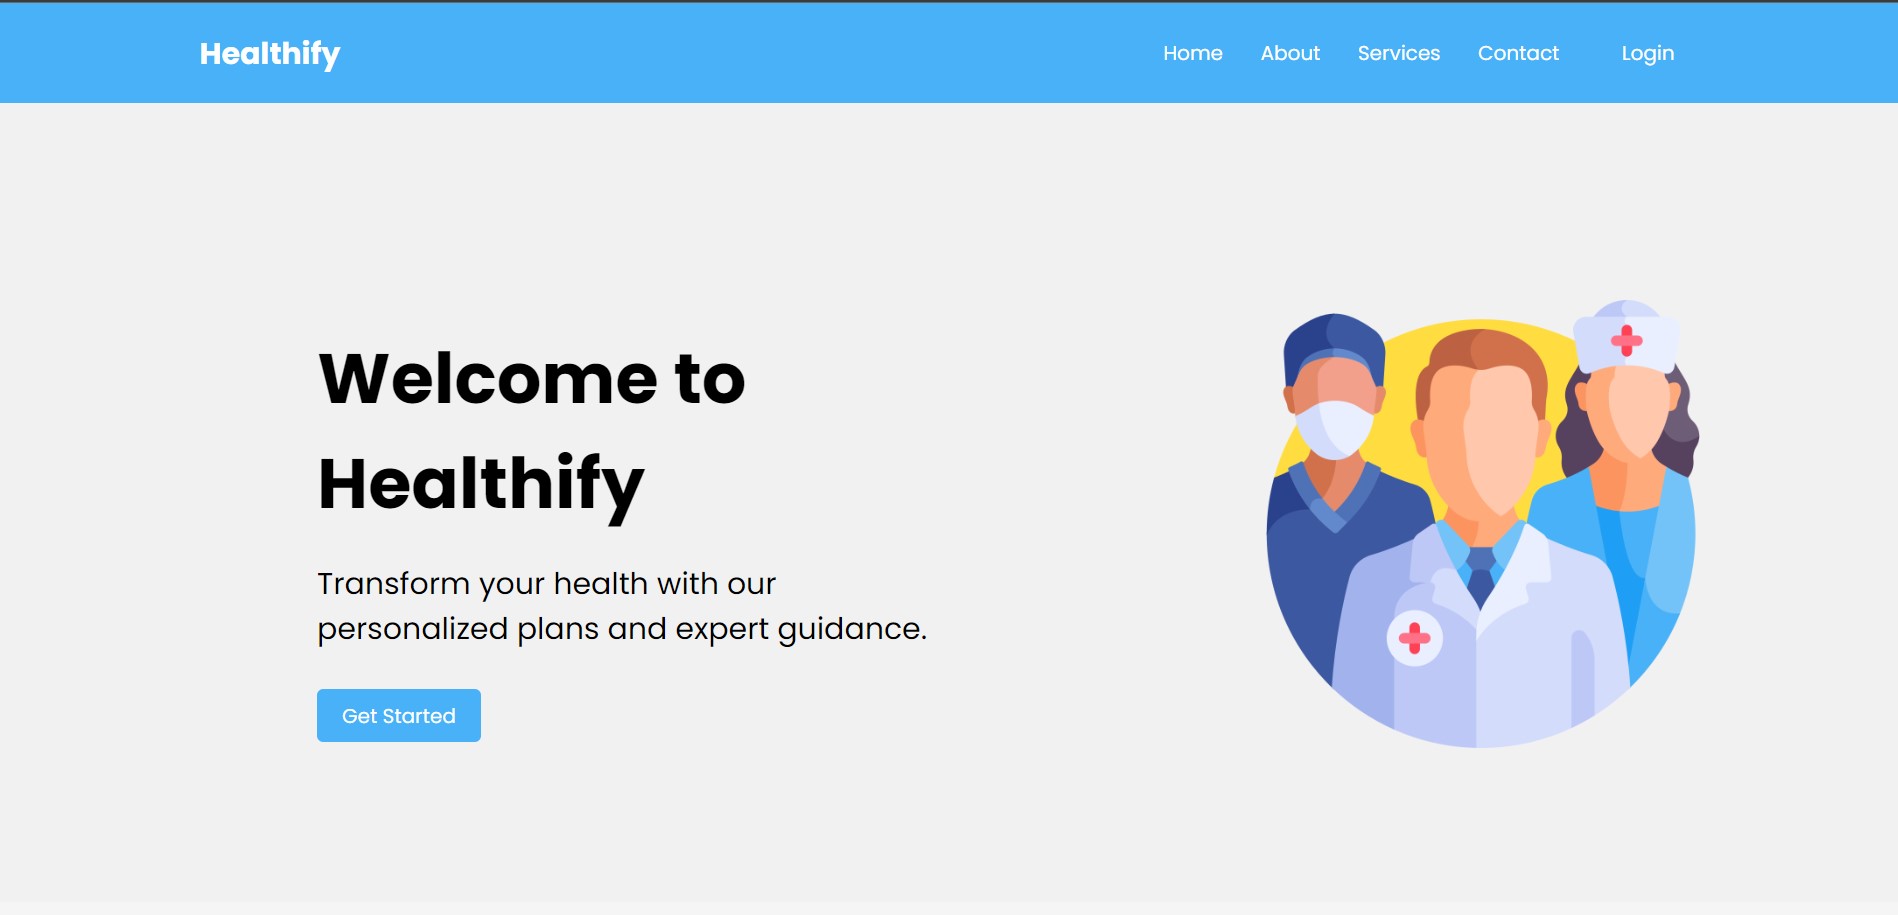 Healthify
Home About Services Contact Login
Welcome to
Healthify
Transform your health with our
personalized plans and expert guidance.
Get Started